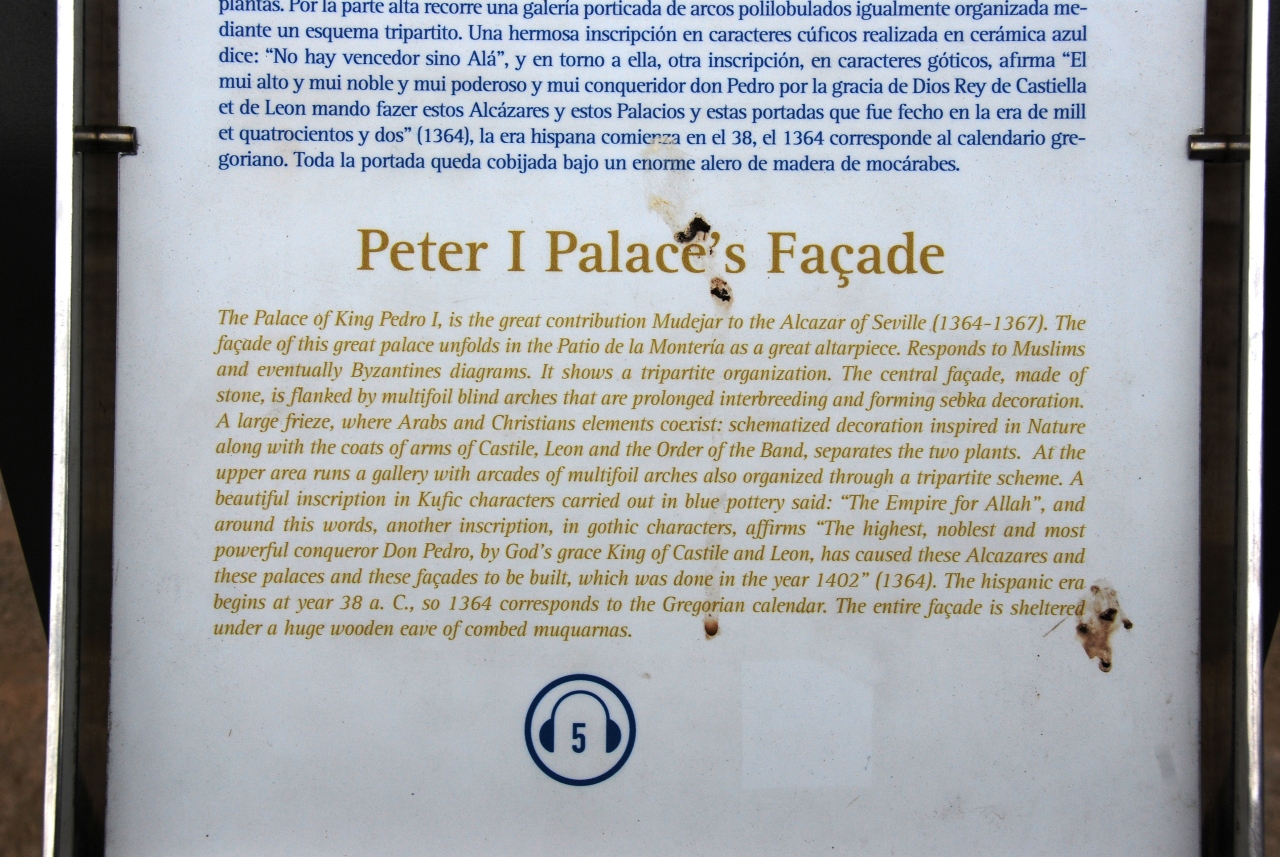 plantas. Por la parte alta recorre una galería porticada de arcos polilobulados igualmente organizada me-
diante un esquema tripartito. Una hermosa inscripción en caracteres cúficos realizada en cerámica azul
dice: “No hay vencedor sino Alá”, y en torno a ella, otra inscripción, en caracteres góticos, afirma “El
mui alto y mui noble y mui poderoso y mui conqueridor don Pedro por la gracia de Dios Rey de Castiella
et de Leon mando fazer estos Alcázares y estos Palacios y estas portadas que fue fecho en la era de mill
et quatrocientos y dos” (1364), la era hispana comienza en el 38, el 1364 corresponde al calendario gre-
goriano. Toda la portada queda cobijada bajo un enorme alero de madera de mocárabes.
Peter I Palace’s Façade
The Palace of King Pedro I, is the great contribution Mudejar to the Alcazar of Seville (1364-1367). The
façade of this great palace unfolds in the Patio de la Montería as a great altarpiece. Responds to Muslims
and eventually Byzantines diagrams. It shows a tripartite organization. The central façade, made of
stone, is flanked by multifoil blind arches that are prolonged interbreeding and forming sebka decoration.
A large frieze, where Arabs and Christians elements coexist: schematized decoration inspired in Nature
along with the coats of arms of Castile, Leon and the Order of the Band, separates the two plants. At the
upper area runs a gallery with arcades of multifoil arches also organized through a tripartite scheme. A
beautiful inscription in Kufic characters carried out in blue pottery said: “The Empire for Allah”, and
around this words, another inscription, in gothic characters, affirms “The highest, noblest and most
powerful conqueror Don Pedro, by God’s grace King of Castile and Leon, has caused these Alcazares and
these palaces and these façades to be built, which was done in the year 1402” (1364). The hispanic era
begins at year 38 a. C., so 1364 corresponds to the Gregorian calendar. The entire façade is sheltered
under a huge wooden eave of combed muquarnas.
5